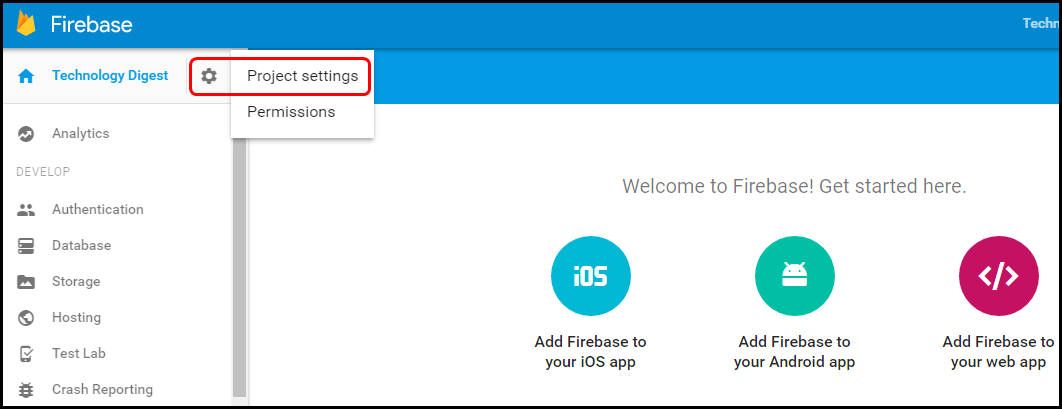 Firebase
Techn
Technology Digest
Project settings
Permissions
Analytics
DEVELOP
Authentication
Database
Storage
Hosting
Test Lab
Crash Reporting
Welcome to Firebase! Get started here.
iOS
</>
Add Firebase to
your iOS app
Add Firebase to
your Android app
Add Firebase to
your web app